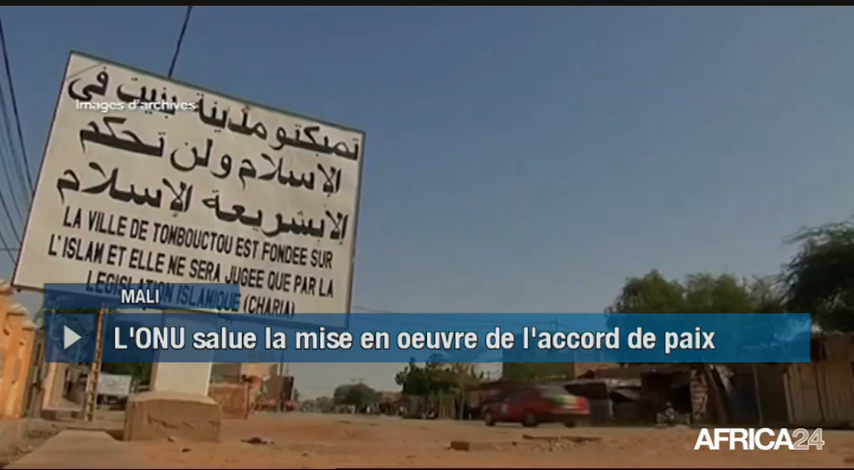 Images d'archives
تمبكتو مدينة بنيت في
الإسلام ولن تحكم
الابشريعة الإسلام
LA VILLE DE TOMBOUCTOU EST FONDEE SUR
L'ISLAM ET ELLE NE SERA JUGEE QUE PAR LA
LEGISLATION ISLAMIQUE (CHARIA)
MALI
L'ONU salue la mise en oeuvre de l'accord de paix
AFRICA24